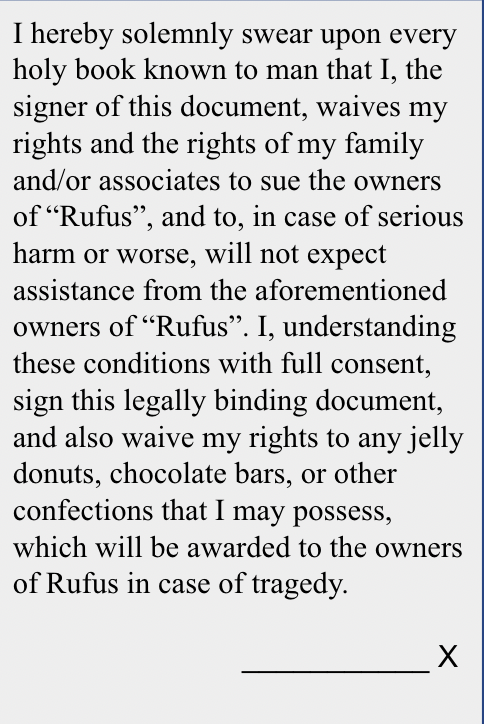 I hereby solemnly swear upon every
holy book known to man that I, the
signer of this document, waives my
rights and the rights of my family
and/or associates to sue the owners
of “Rufus”, and to, in case of serious
harm or worse, will not expect
assistance from the aforementioned
owners of “Rufus”. I, understanding
these conditions with full consent,
sign this legally binding document,
and also waive my rights to any jelly
donuts, chocolate bars, or other
confections that I may possess,
which will be awarded to the owners
of Rufus in case of tragedy.
___________ X